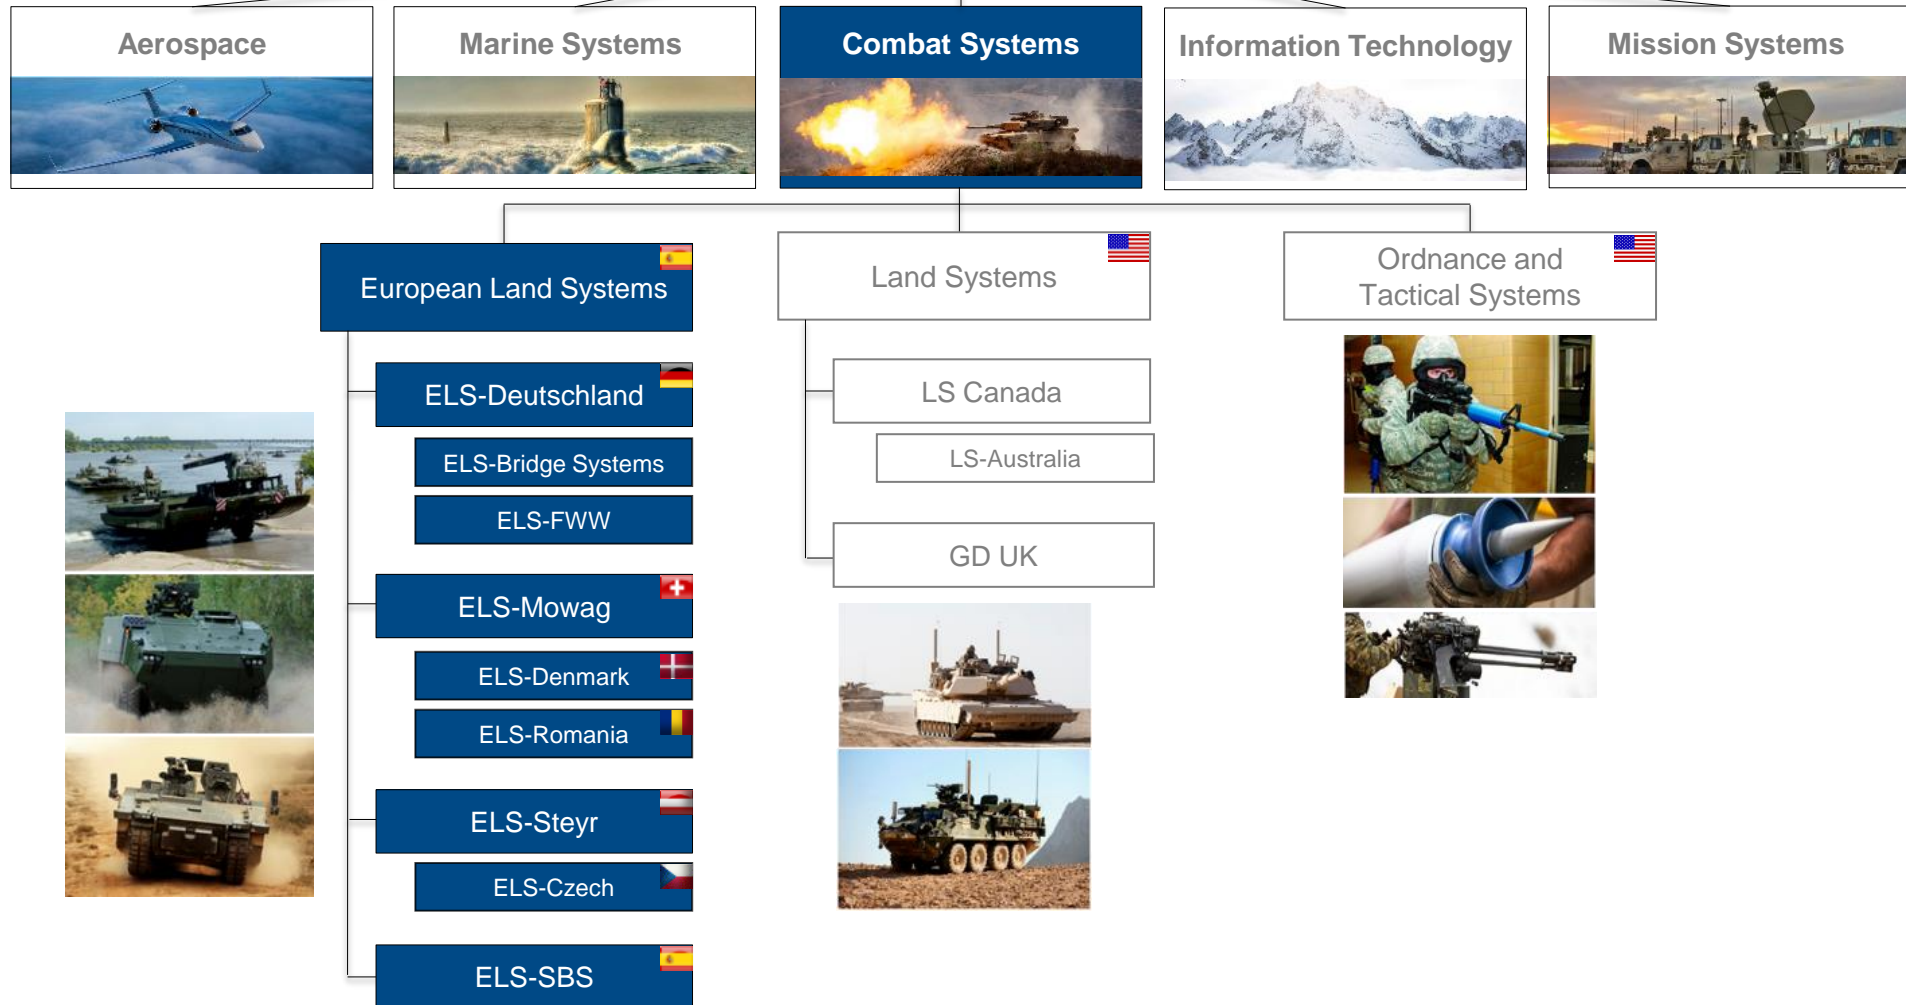 Aerospace
Marine Systems
Combat Systems
Information Technology
Mission Systems
European Land Systems
ELS-Deutschland
ELS-Bridge Systems
ELS-FWW
ELS-Mowag
ELS-Denmark
ELS-Romania
ELS-Steyr
ELS-Czech
ELS-SBS
Land Systems
LS Canada
LS-Australia
GD UK
Ordnance and
Tactical Systems